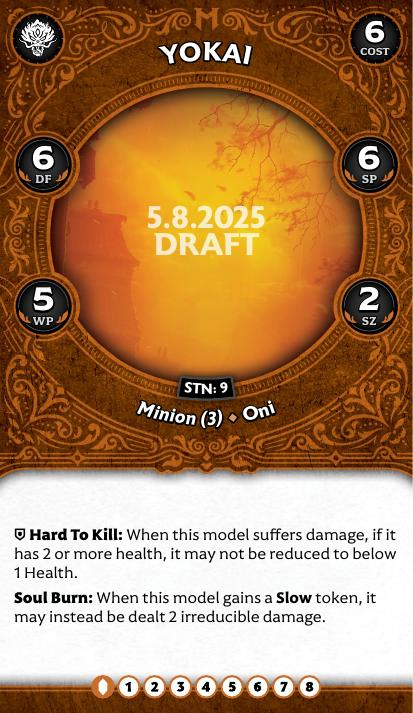 6
COST
YOKAI
6
DF
6
SP
5.8.2025
DRAFT
5
WP
2
SZ
STN: 9
Minion (3) ◆ Oni
Hard To Kill: When this model suffers damage, if it
has 2 or more health, it may not be reduced to below
1 Health.
Soul Burn: When this model gains a Slow token, it
may instead be dealt 2 irreducible damage.
1 2 3 4 5 6 7 8